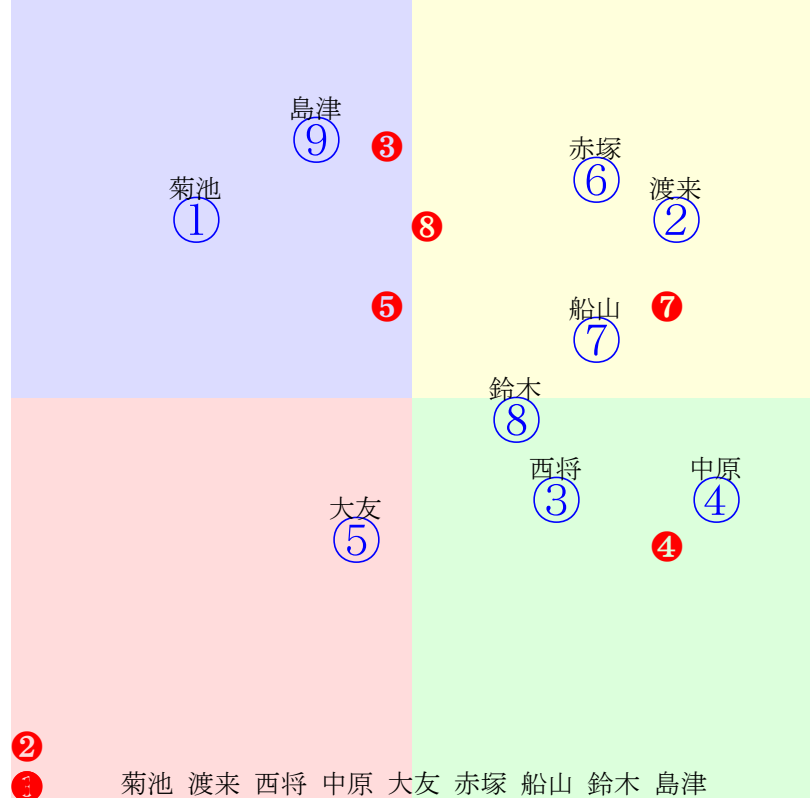 島津
⑨ ❸
赤塚
⑥
菊池
①
渡来
②
❽
❺
船山
⑦
❼
鈴木
⑧
西将
③
中原
④
大友
⑤
❹
❷
菊池 渡来 西将 中原 大友 赤塚 船山 鈴木 島津